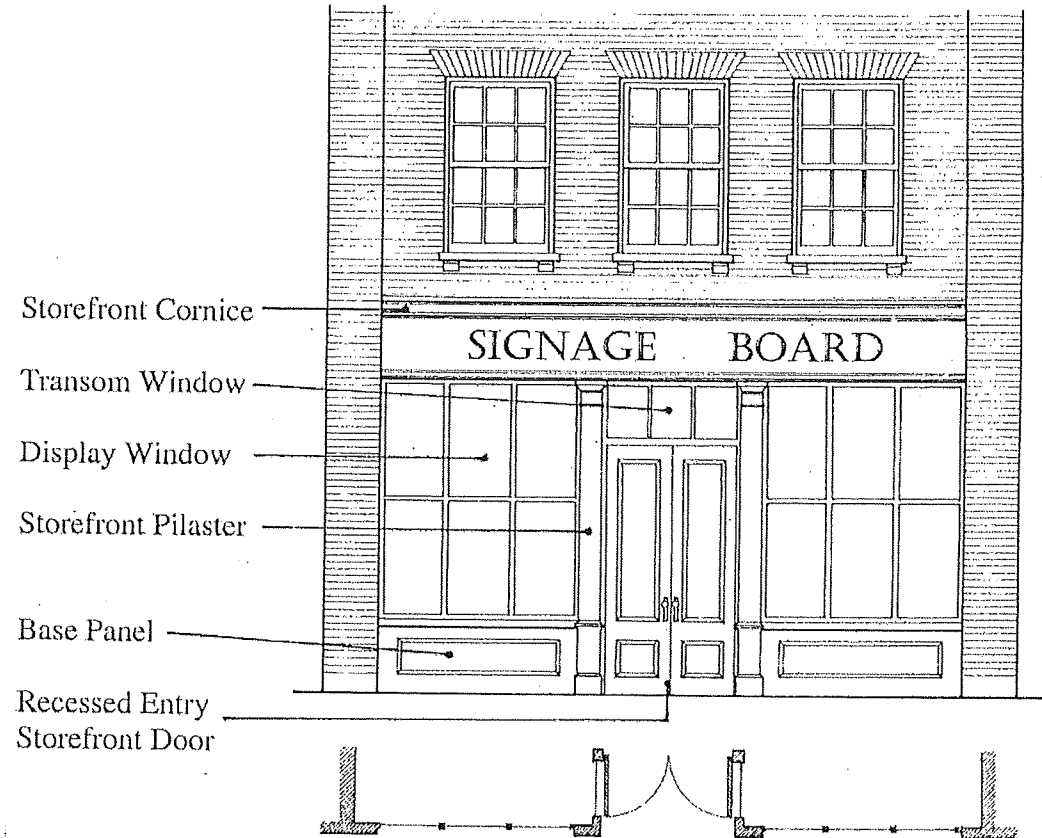 Storefront Cornice
SIGNAGE BOARD
Transom Window
Display Window
Storefront Pilaster
Base Panel
Recessed Entry
Storefront Door